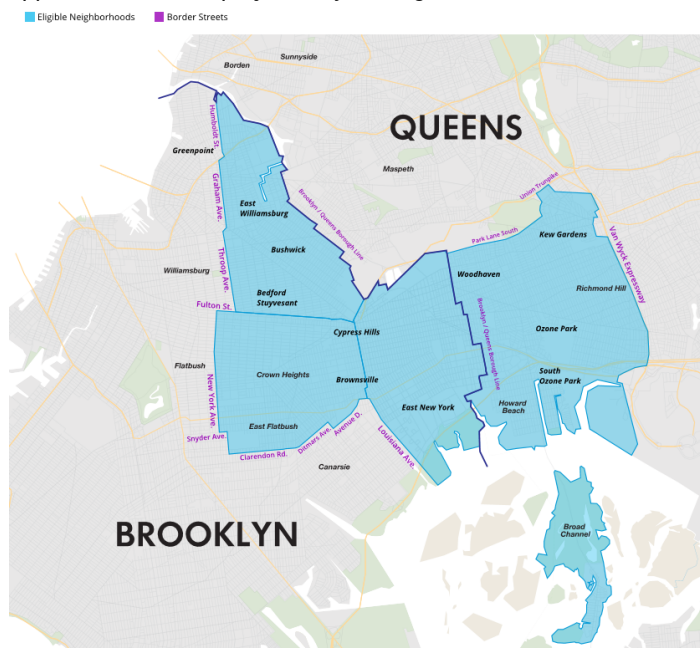 Eligible Neighborhoods
Border Streets
Sunnyside
Borden
QUEENS
Humboldt St.
Greenpoint
Maspeth
Graham Ave.
Union Trunpike
East
Williamsburg
Brooklyn / Queens Borough Line
Park Lane South
Kew Gardens
Van Wyck Expressway
Bushwick
Throop Ave.
Williamsburg
Woodhaven
Richmond Hill
Bedford
Stuyvesant
Fulton St.
Brooklyn / Queens Borough Line
Cypress Hills
Ozone Park
Flatbush
Crown Heights
Brownsville
South
Ozone Park
New York Ave.
East New York
Howard
Beach
East Flatbush
Avenue D.
Ditmars Ave.
Snyder Ave.
Clarendon Rd.
Louisiana Ave.
Canarsie
BROOKLYN
Broad
Channel